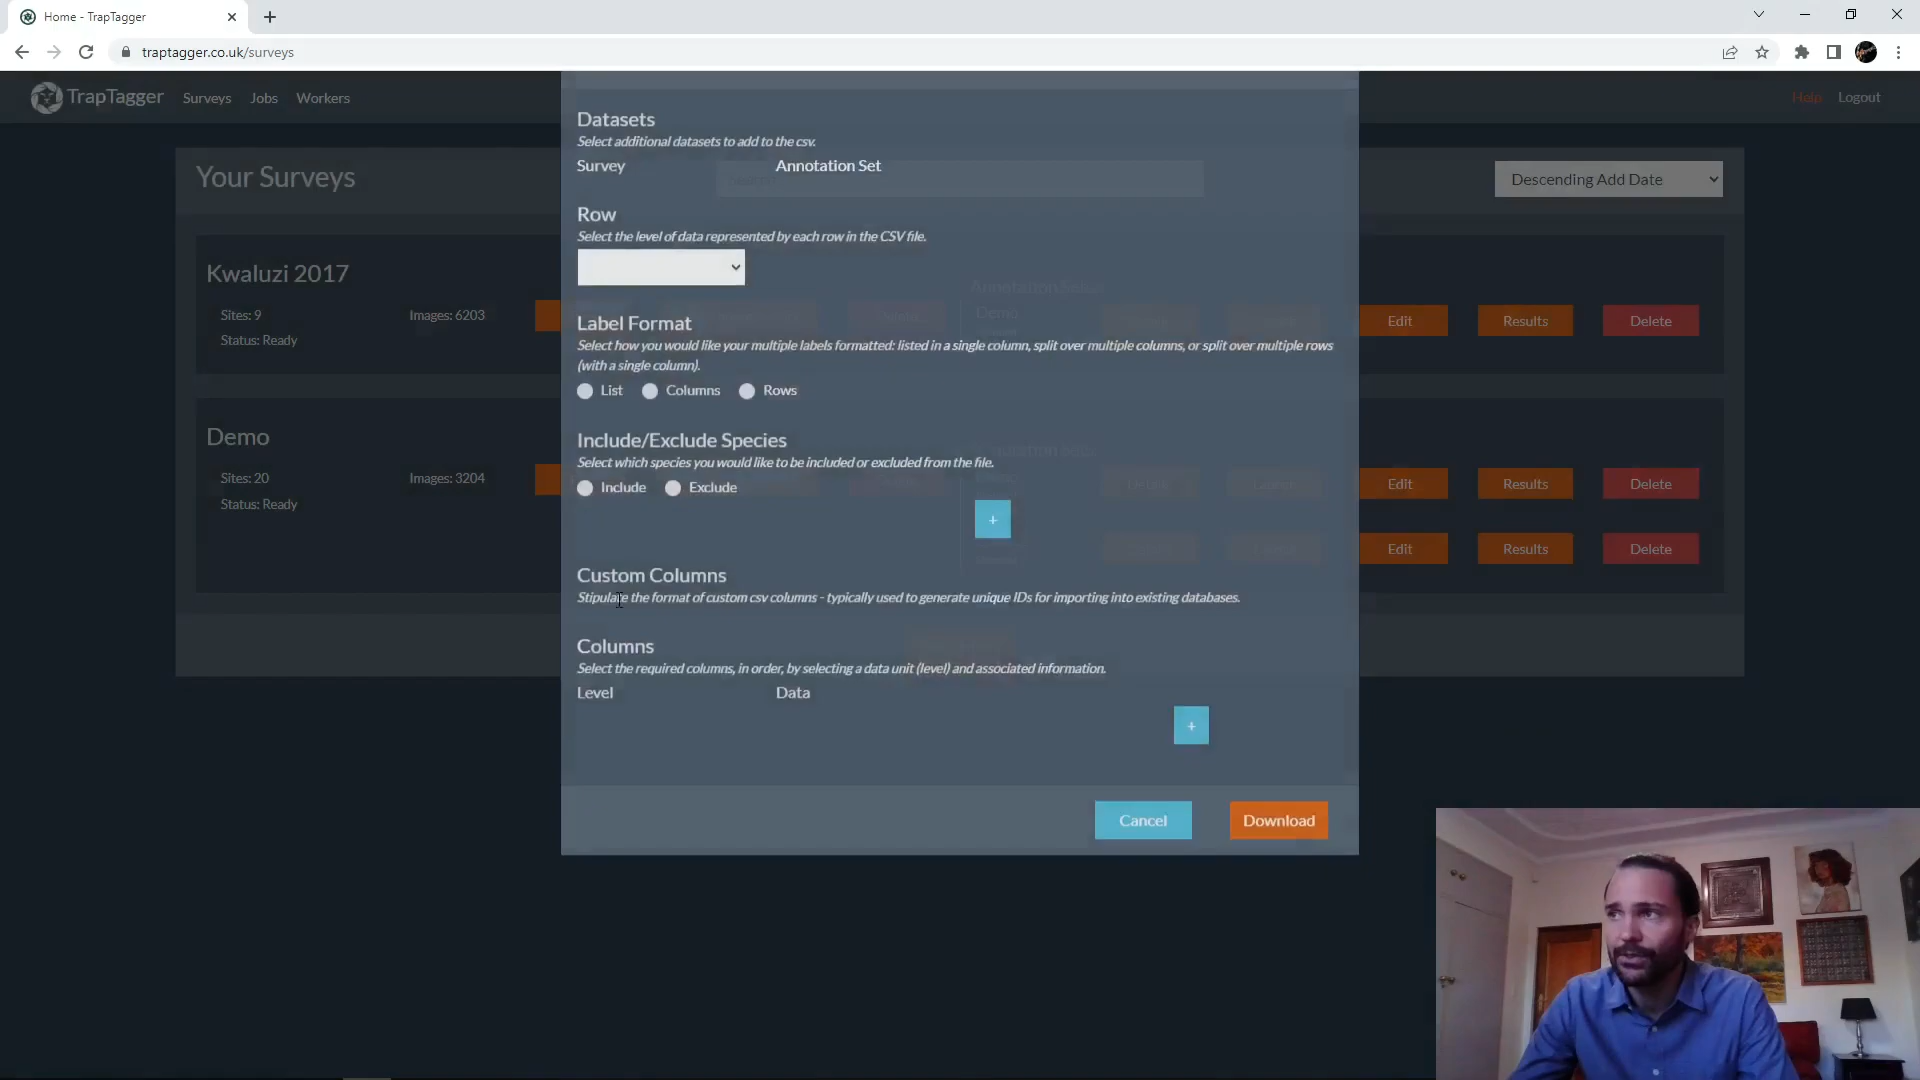 Home - TrapTagger
traptagger.co.uk/surveys
TrapTagger Surveys Jobs Workers
Help Logout
Your Surveys
Descending Add Date
Kwaluzi 2017
Sites: 9 Images: 6203
Status: Ready
Edit Results Delete
Demo
Sites: 20 Images: 3204
Status: Ready
Edit Results Delete
Edit Results Delete
Datasets
Select additional datasets to add to the csv.
Survey Annotation Set
Row
Select the level of data represented by each row in the CSV file.
Annotation Sets:
Demo
Label Format
Select how you would like your multiple labels formatted: listed in a single column, split over multiple columns, or split over multiple rows
(with a single column).
List Columns Rows
Include/Exclude Species
Select which species you would like to be included or excluded from the file.
Include Exclude
+
Custom Columns
Stipulate the format of custom csv columns - typically used to generate unique IDs for importing into existing databases.
Columns
Select the required columns, in order, by selecting a data unit (level) and associated information.
Level Data
+
Cancel Download